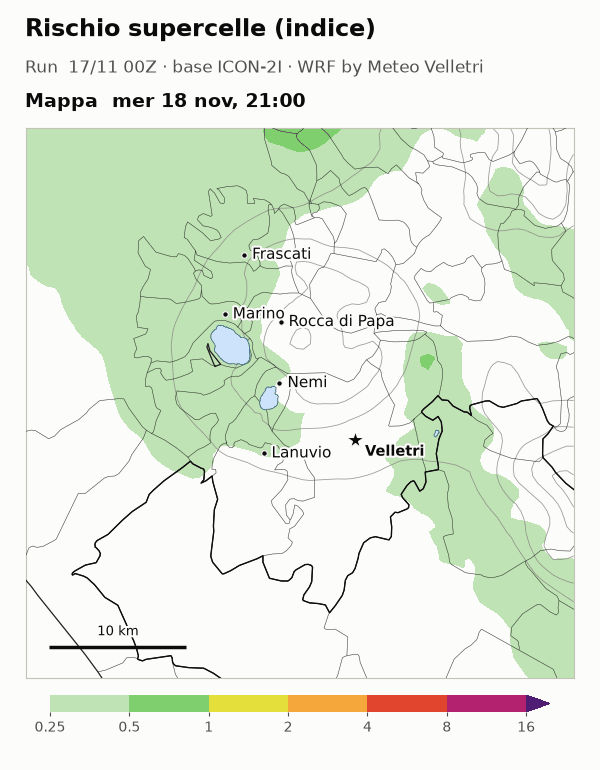 Rischio supercelle (indice)
Run  17/11 00Z · base ICON-2I · WRF by Meteo Velletri
Mappa  mer 18 nov, 21:00
Frascati
Marino
Rocca di Papa
Nemi
Velletri
Lanuvio
10 km
0.25 0.5 1 2 4 8 16